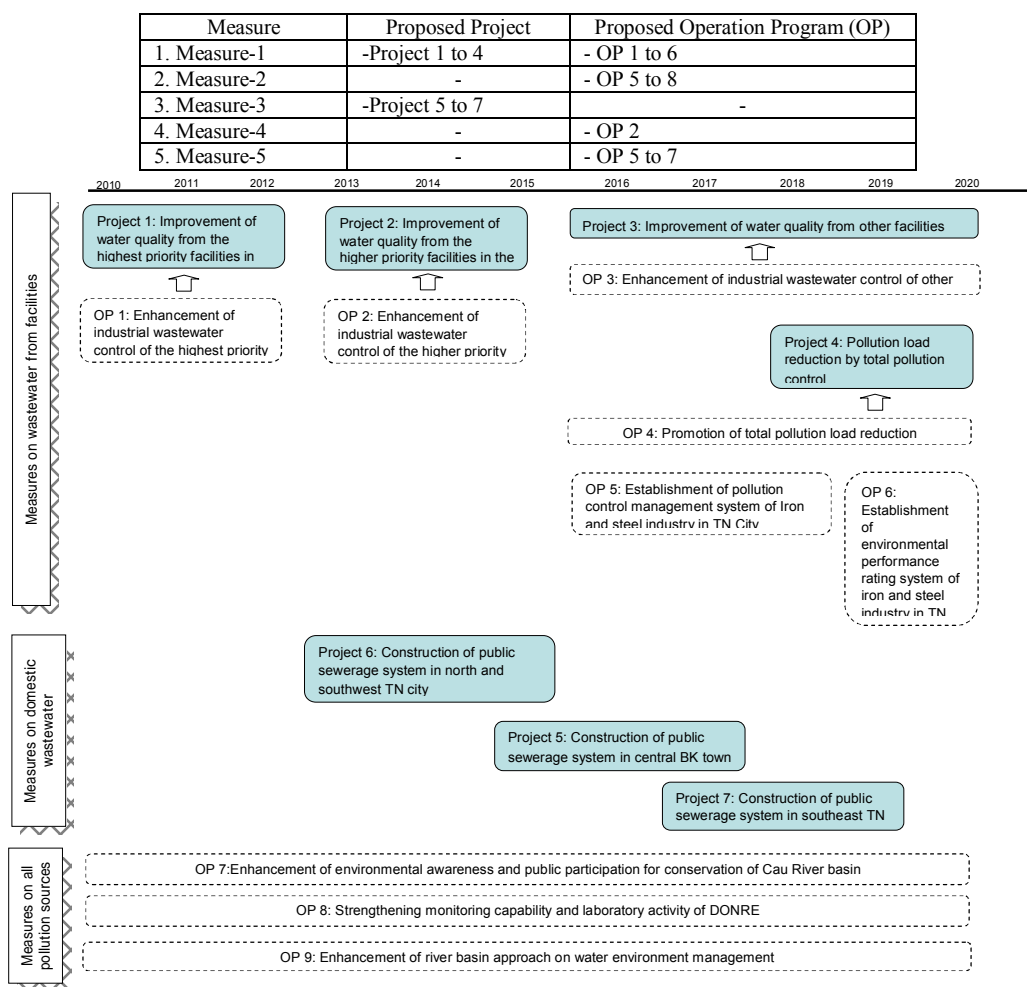 Measure Proposed Project Proposed Operation Program (OP)
1. Measure-1 -Project 1 to 4 - OP 1 to 6
2. Measure-2 - - OP 5 to 8
3. Measure-3 -Project 5 to 7 -
4. Measure-4 - - OP 2
5. Measure-5 - - OP 5 to 7
2010 2011 2012 2013 2014 2015 2016 2017 2018 2019 2020
Measures on wastewater from facilities
Project 1: Improvement of
water quality from the
highest priority facilities in
Project 2: Improvement of
water quality from the
higher priority facilities in the
Project 3: Improvement of water quality from other facilities
OP 1: Enhancement of
industrial wastewater
control of the highest priority
OP 2: Enhancement of
industrial wastewater
control of the higher priority
OP 3: Enhancement of industrial wastewater control of other
Project 4: Pollution load
reduction by total pollution
control
OP 4: Promotion of total pollution load reduction
OP 5: Establishment of pollution
control management system of Iron
and steel industry in TN City
OP 6:
Establishment
of
environmental
performance
rating system of
iron and steel
industry in TN
Measures on domestic
wastewater
Project 6: Construction of public
sewerage system in north and
southwest TN city
Project 5: Construction of public
sewerage system in central BK town
Project 7: Construction of public
sewerage system in southeast TN
Measures on all
pollution sources
OP 7:Enhancement of environmental awareness and public participation for conservation of Cau River basin
OP 8: Strengthening monitoring capability and laboratory activity of DONRE
OP 9: Enhancement of river basin approach on water environment management